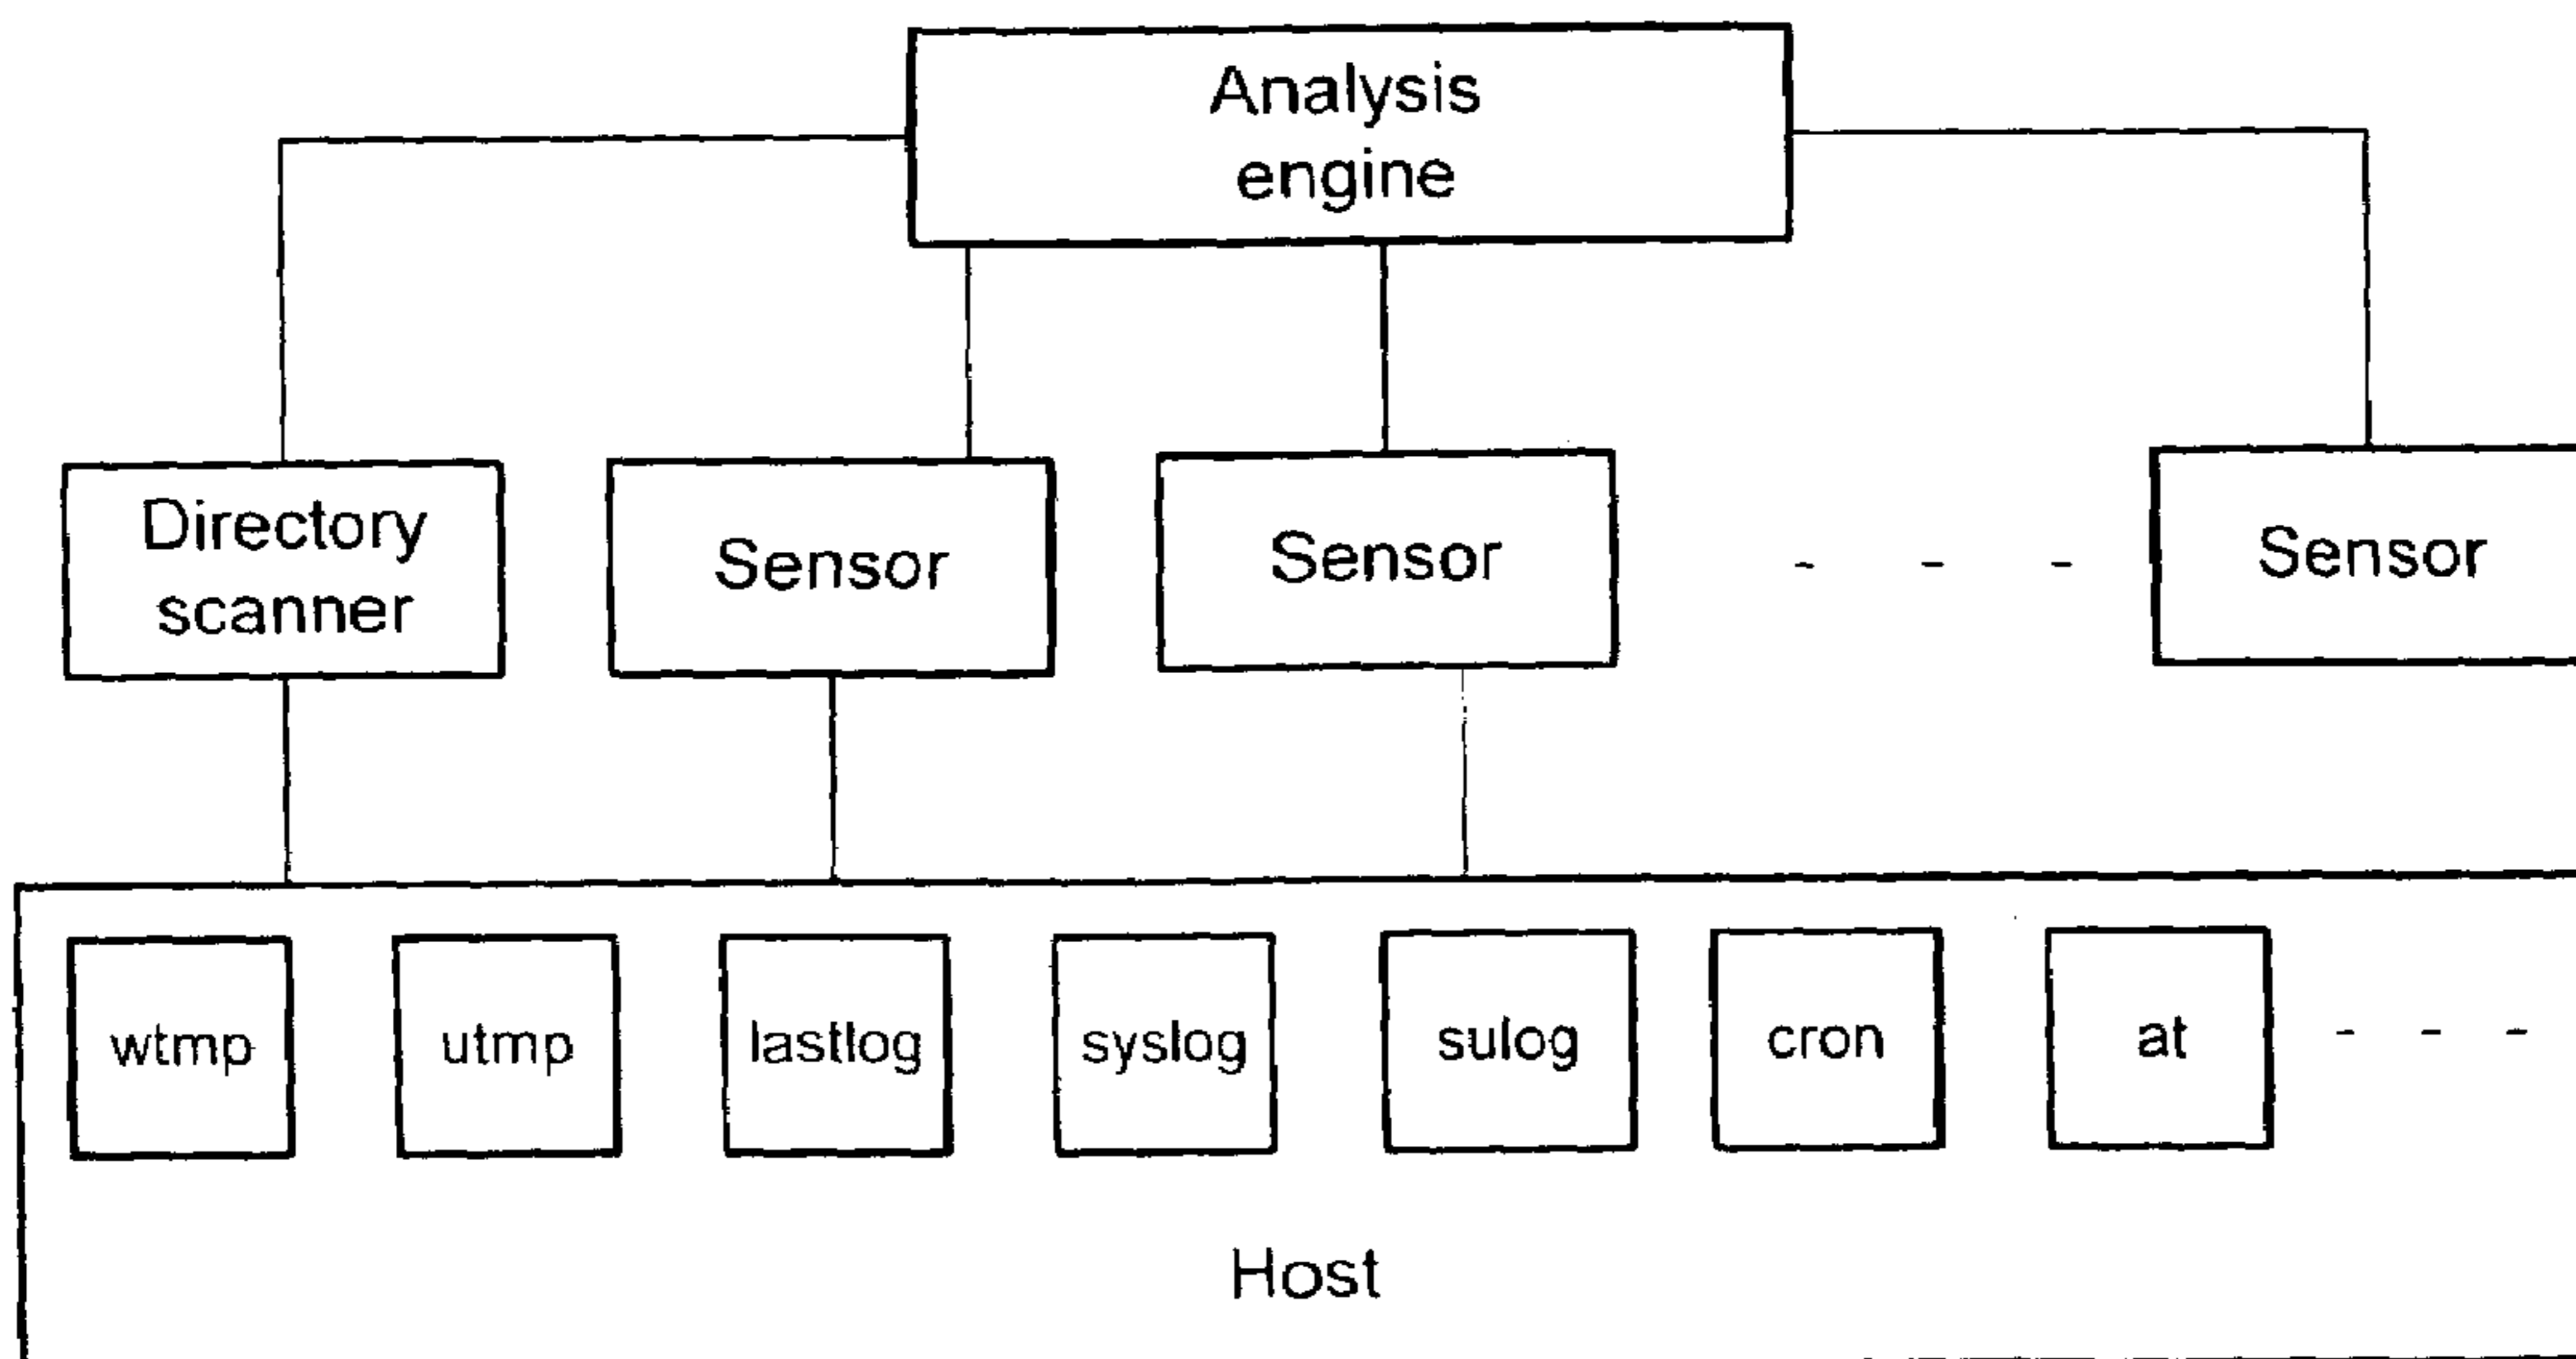 Analysis
engine
Directory
scanner
Sensor
Sensor
- - -
Sensor
wtmp
utmp
lastlog
syslog
sulog
cron
at
- - -
Host